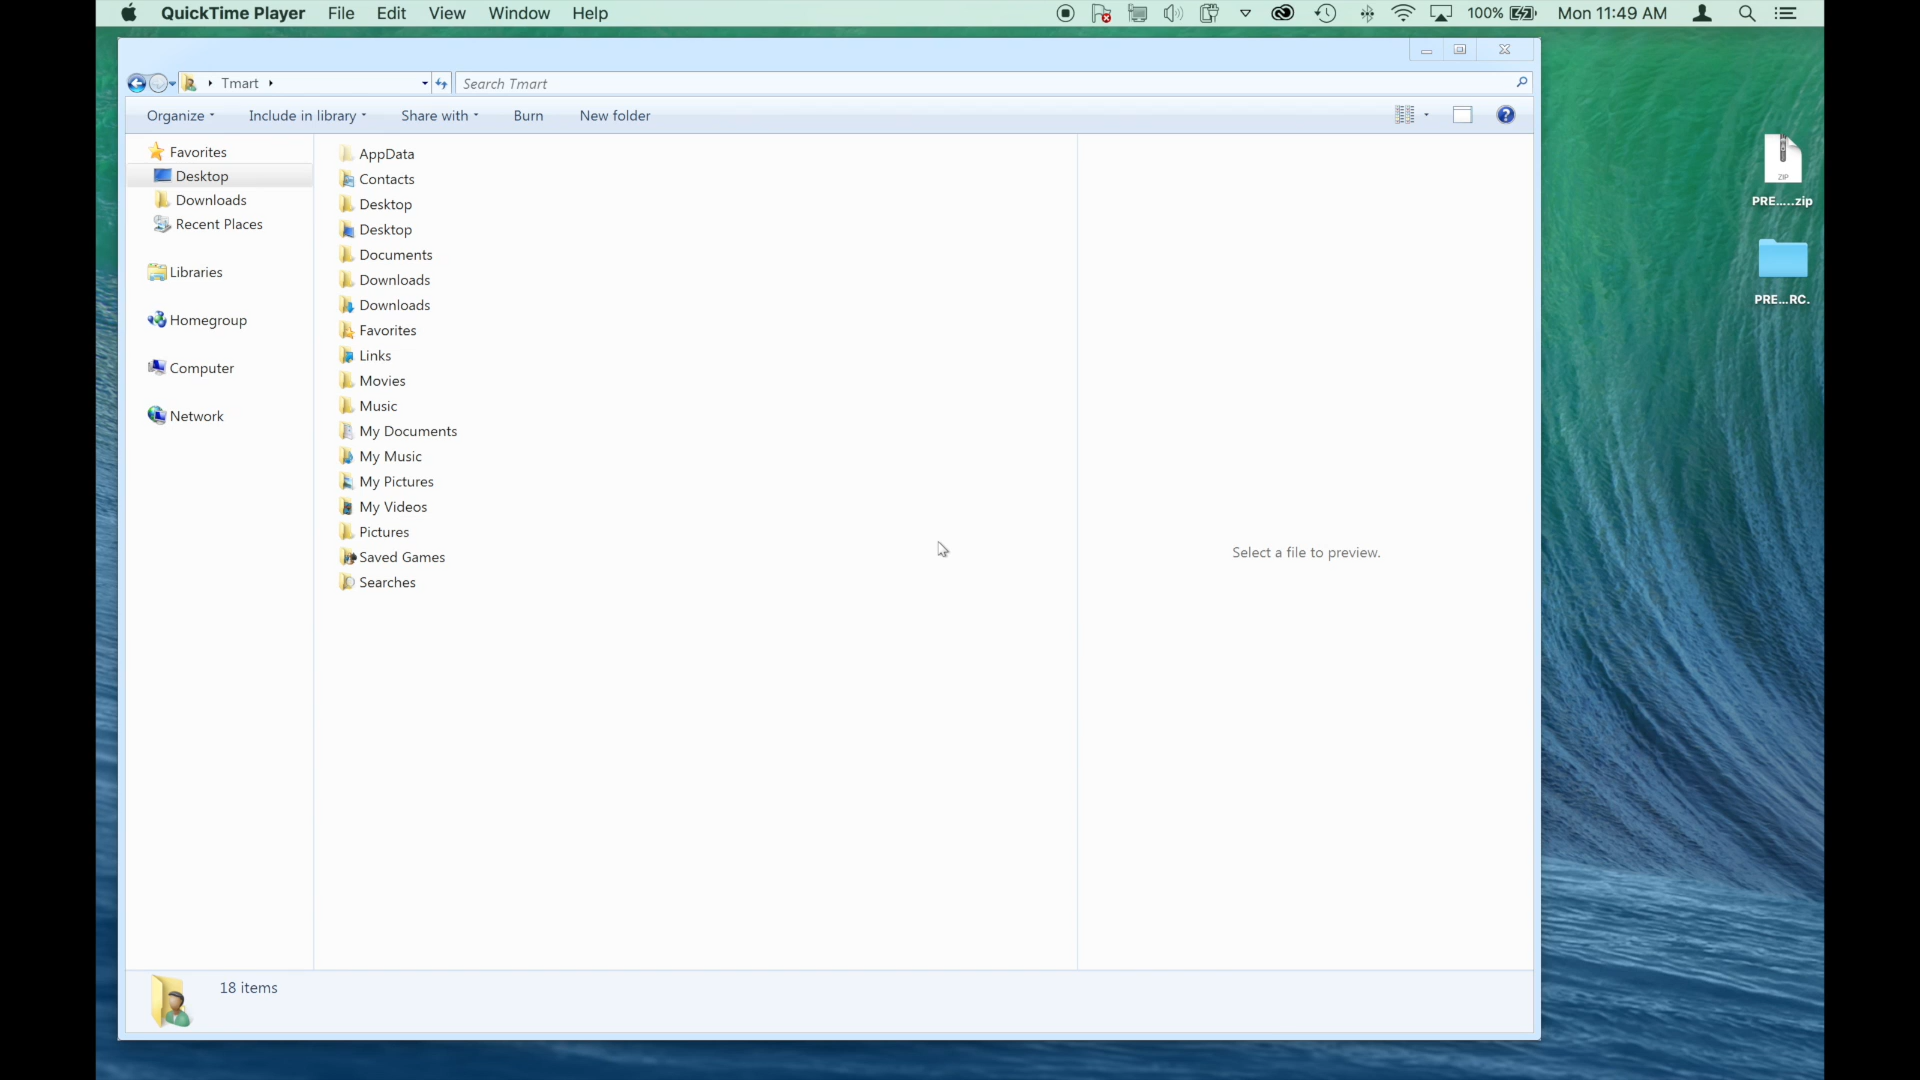 QuickTime Player File Edit View Window Help 100% Mon 11:49 AM
Tmart Search Tmart
Organize Include in library Share with Burn New folder
Favorites
Desktop
Downloads
Recent Places
Libraries
Homegroup
Computer
Network
AppData
Contacts
Desktop
Desktop
Documents
Downloads
Downloads
Favorites
Links
Movies
Music
My Documents
My Music
My Pictures
My Videos
Pictures
Saved Games
Searches
Select a file to preview.
18 items
ZIP
PRE.....zip
PRE...RC.